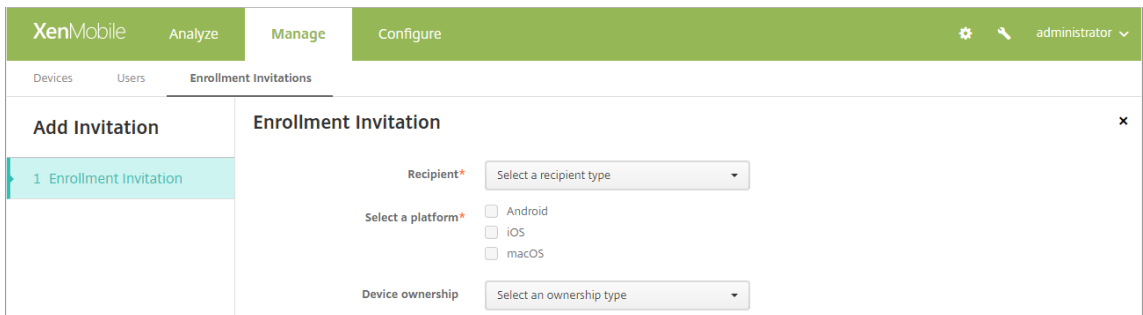 XenMobile Analyze Manage Configure administrator
Devices Users Enrollment Invitations
Add Invitation
1 Enrollment Invitation
Enrollment Invitation
Recipient* Select a recipient type
Select a platform* Android
iOS
macOS
Device ownership Select an ownership type